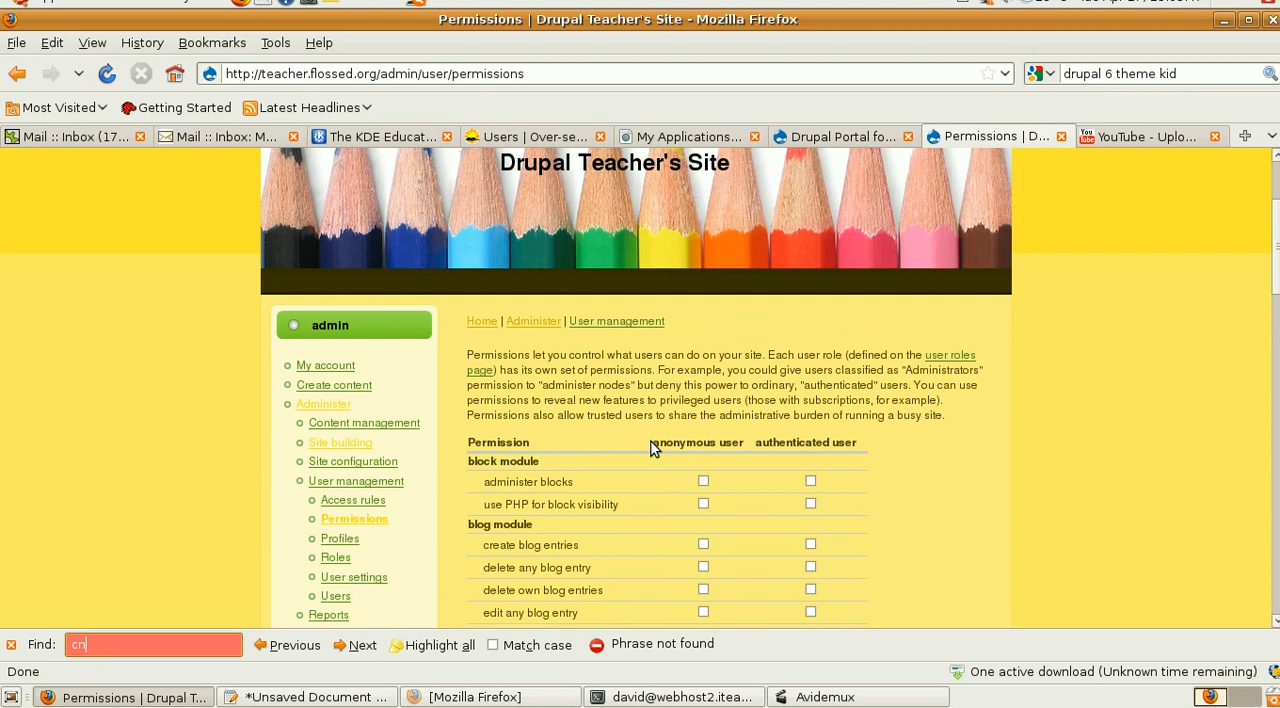 Permissions | Drupal Teacher's Site - Mozilla Firefox
File Edit View History Bookmarks Tools Help
http://teacher.flossed.org/admin/user/permissions drupal 6 theme kid
Most Visited Getting Started Latest Headlines
Mail :: Inbox (17... Mail :: Inbox: M... The KDE Educat... Users | Over-se... My Applications... Drupal Portal fo... Permissions | D... YouTube - Uplo...
Drupal Teacher's Site
admin
My account
Create content
Administer
Content management
Site building
Site configuration
User management
Access rules
Permissions
Profiles
Roles
User settings
Users
Reports
Home | Administer | User management
Permissions let you control what users can do on your site. Each user role (defined on the user roles
page) has its own set of permissions. For example, you could give users classified as "Administrators"
permission to "administer nodes" but deny this power to ordinary, "authenticated" users. You can use
permissions to reveal new features to privileged users (those with subscriptions, for example).
Permissions also allow trusted users to share the administrative burden of running a busy site.
Permission anonymous user authenticated user
block module
administer blocks
use PHP for block visibility
blog module
create blog entries
delete any blog entry
delete own blog entries
edit any blog entry
Find: cn Previous Next Highlight all Match case Phrase not found
Done One active download (Unknown time remaining)
Permissions | Drupal T... *Unsaved Document ... [Mozilla Firefox] david@webhost2.itea... Avidemux